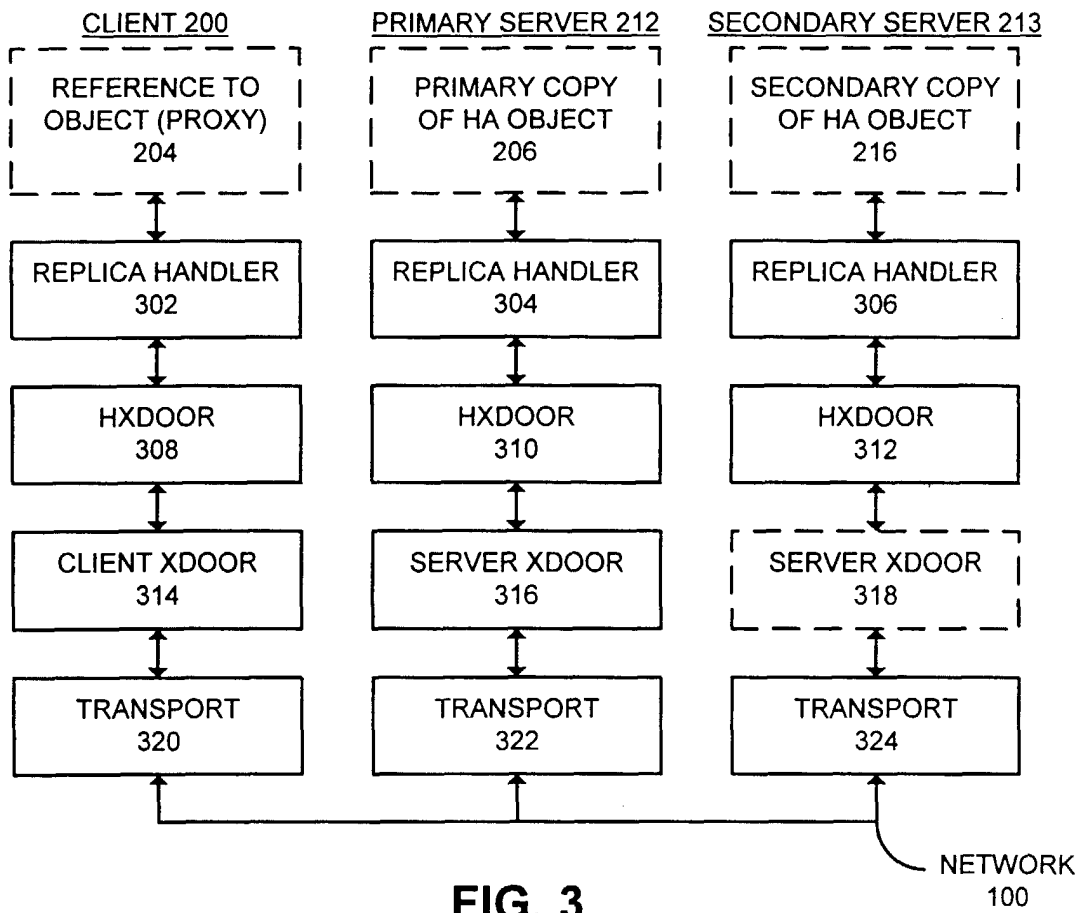 CLIENT 200
PRIMARY SERVER 212
SECONDARY SERVER 213
REFERENCE TO
OBJECT (PROXY)
204
PRIMARY COPY
OF HA OBJECT
206
SECONDARY COPY
OF HA OBJECT
216
REPLICA HANDLER
302
REPLICA HANDLER
304
REPLICA HANDLER
306
HXDOOR
308
HXDOOR
310
HXDOOR
312
CLIENT XDOOR
314
SERVER XDOOR
316
SERVER XDOOR
318
TRANSPORT
320
TRANSPORT
322
TRANSPORT
324
NETWORK
100
FIG. 3